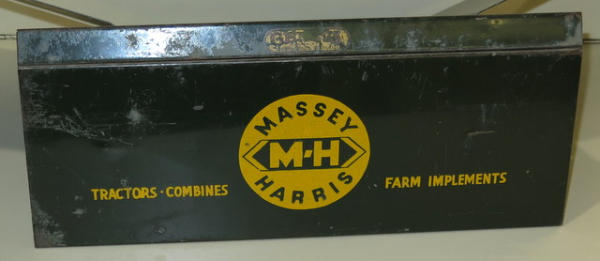 MASSEY
M-H
HARRIS
TRACTORS · COMBINES
FARM IMPLEMENTS